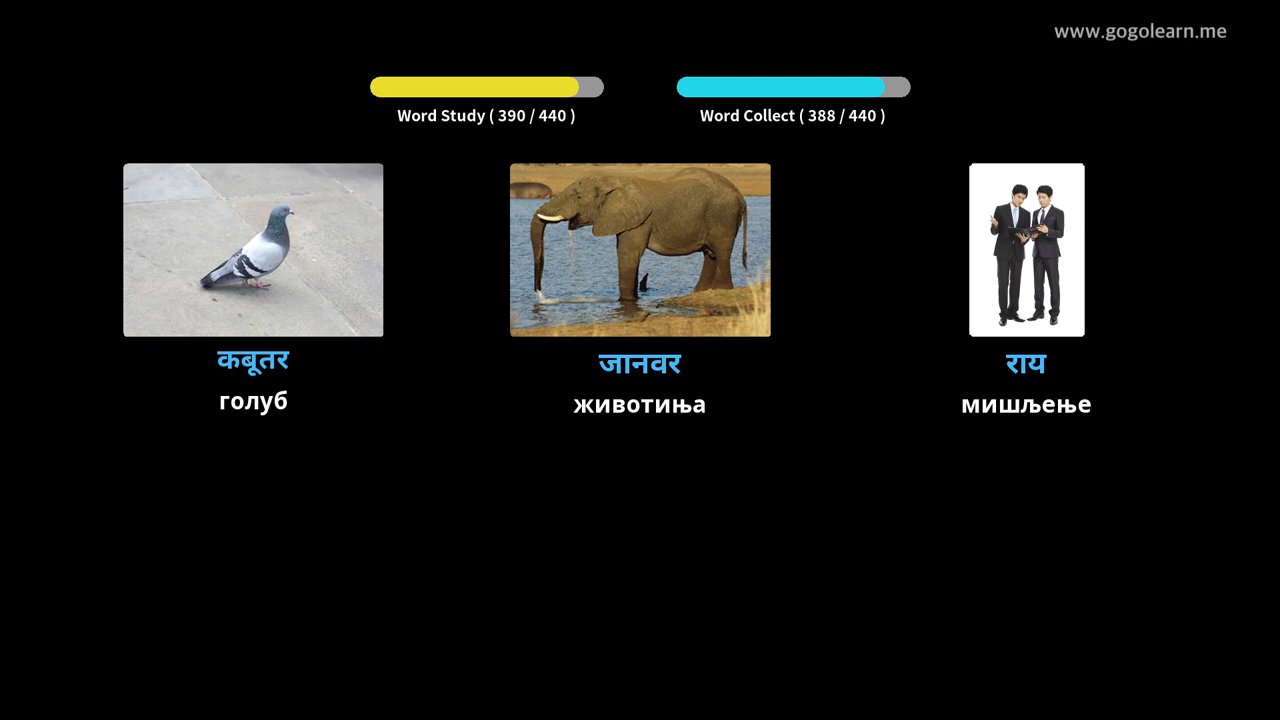 www.gogolearn.me
Word Study ( 390 / 440 )
Word Collect ( 388 / 440 )
कबूतर
голуб
जानवर
животиња
राय
мишљење